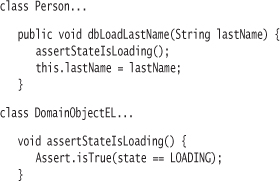 class Person...
public void dbLoadLastName(String lastName) {
assertStateIsLoading();
this.lastName = lastName;
}
class DomainObjectEL...
void assertStateIsLoading() {
Assert.isTrue(state == LOADING);
}